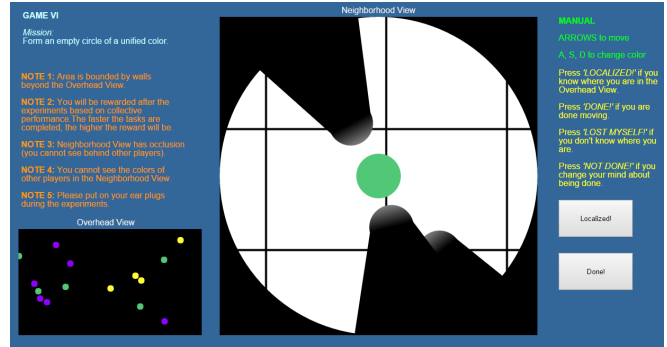 GAME VI
Mission:
Form an empty circle of a unified color.
NOTE 1: Area is bounded by walls
beyond the Overhead View.
NOTE 2: You will be rewarded after the
experiments based on collective
performance.The faster the tasks are
completed, the higher the reward will be.
NOTE 3: Neighborhood View has occlusion
(you cannot see behind other players).
NOTE 4: You cannot see the colors of
other players in the Neighborhood View
NOTE 5: Please put on your ear plugs
during the experiments.
Overhead View
Neighborhood View
MANUAL
ARROWS to move
A, S, D to change color
Press 'LOCALIZED!' if you
know where you are in the
Overhead View.
Press 'DONE!' if you are
done moving.
Press 'LOST MYSELF!' if
you don't know where you
are.
Press 'NOT DONE!' if you
change your mind about
being done.
Localized!
Done!